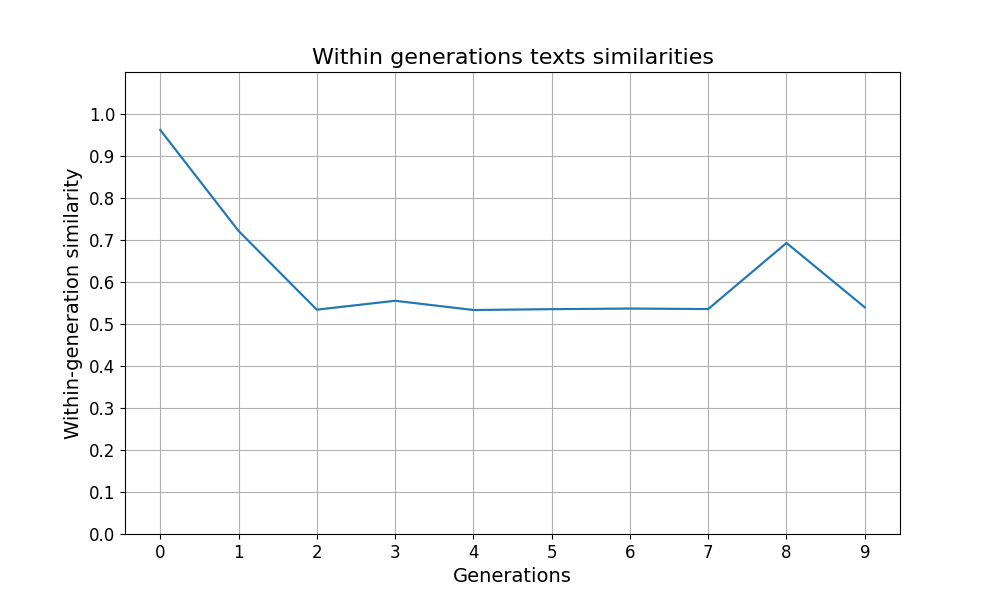 Within generations texts similarities
Within-generation similarity
1.0
0.9
0.8
0.7
0.6
0.5
0.4
0.3
0.2
0.1
0.0
0 1 2 3 4 5 6 7 8 9
Generations